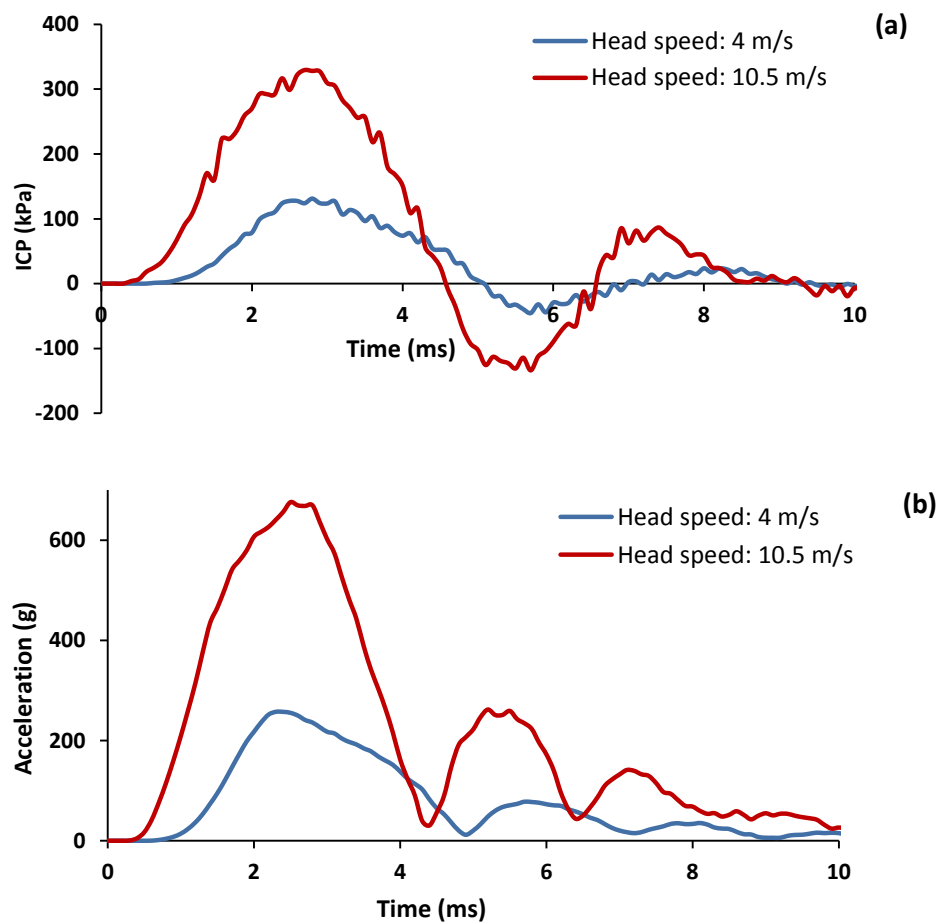 (a)
Head speed: 4 m/s
Head speed: 10.5 m/s
400
300
200
100
0
-100
-200
ICP (kPa)
0 2 4 6 8 10
Time (ms)
(b)
Head speed: 4 m/s
Head speed: 10.5 m/s
600
400
200
0
Acceleration (g)
0 2 4 6 8 10
Time (ms)